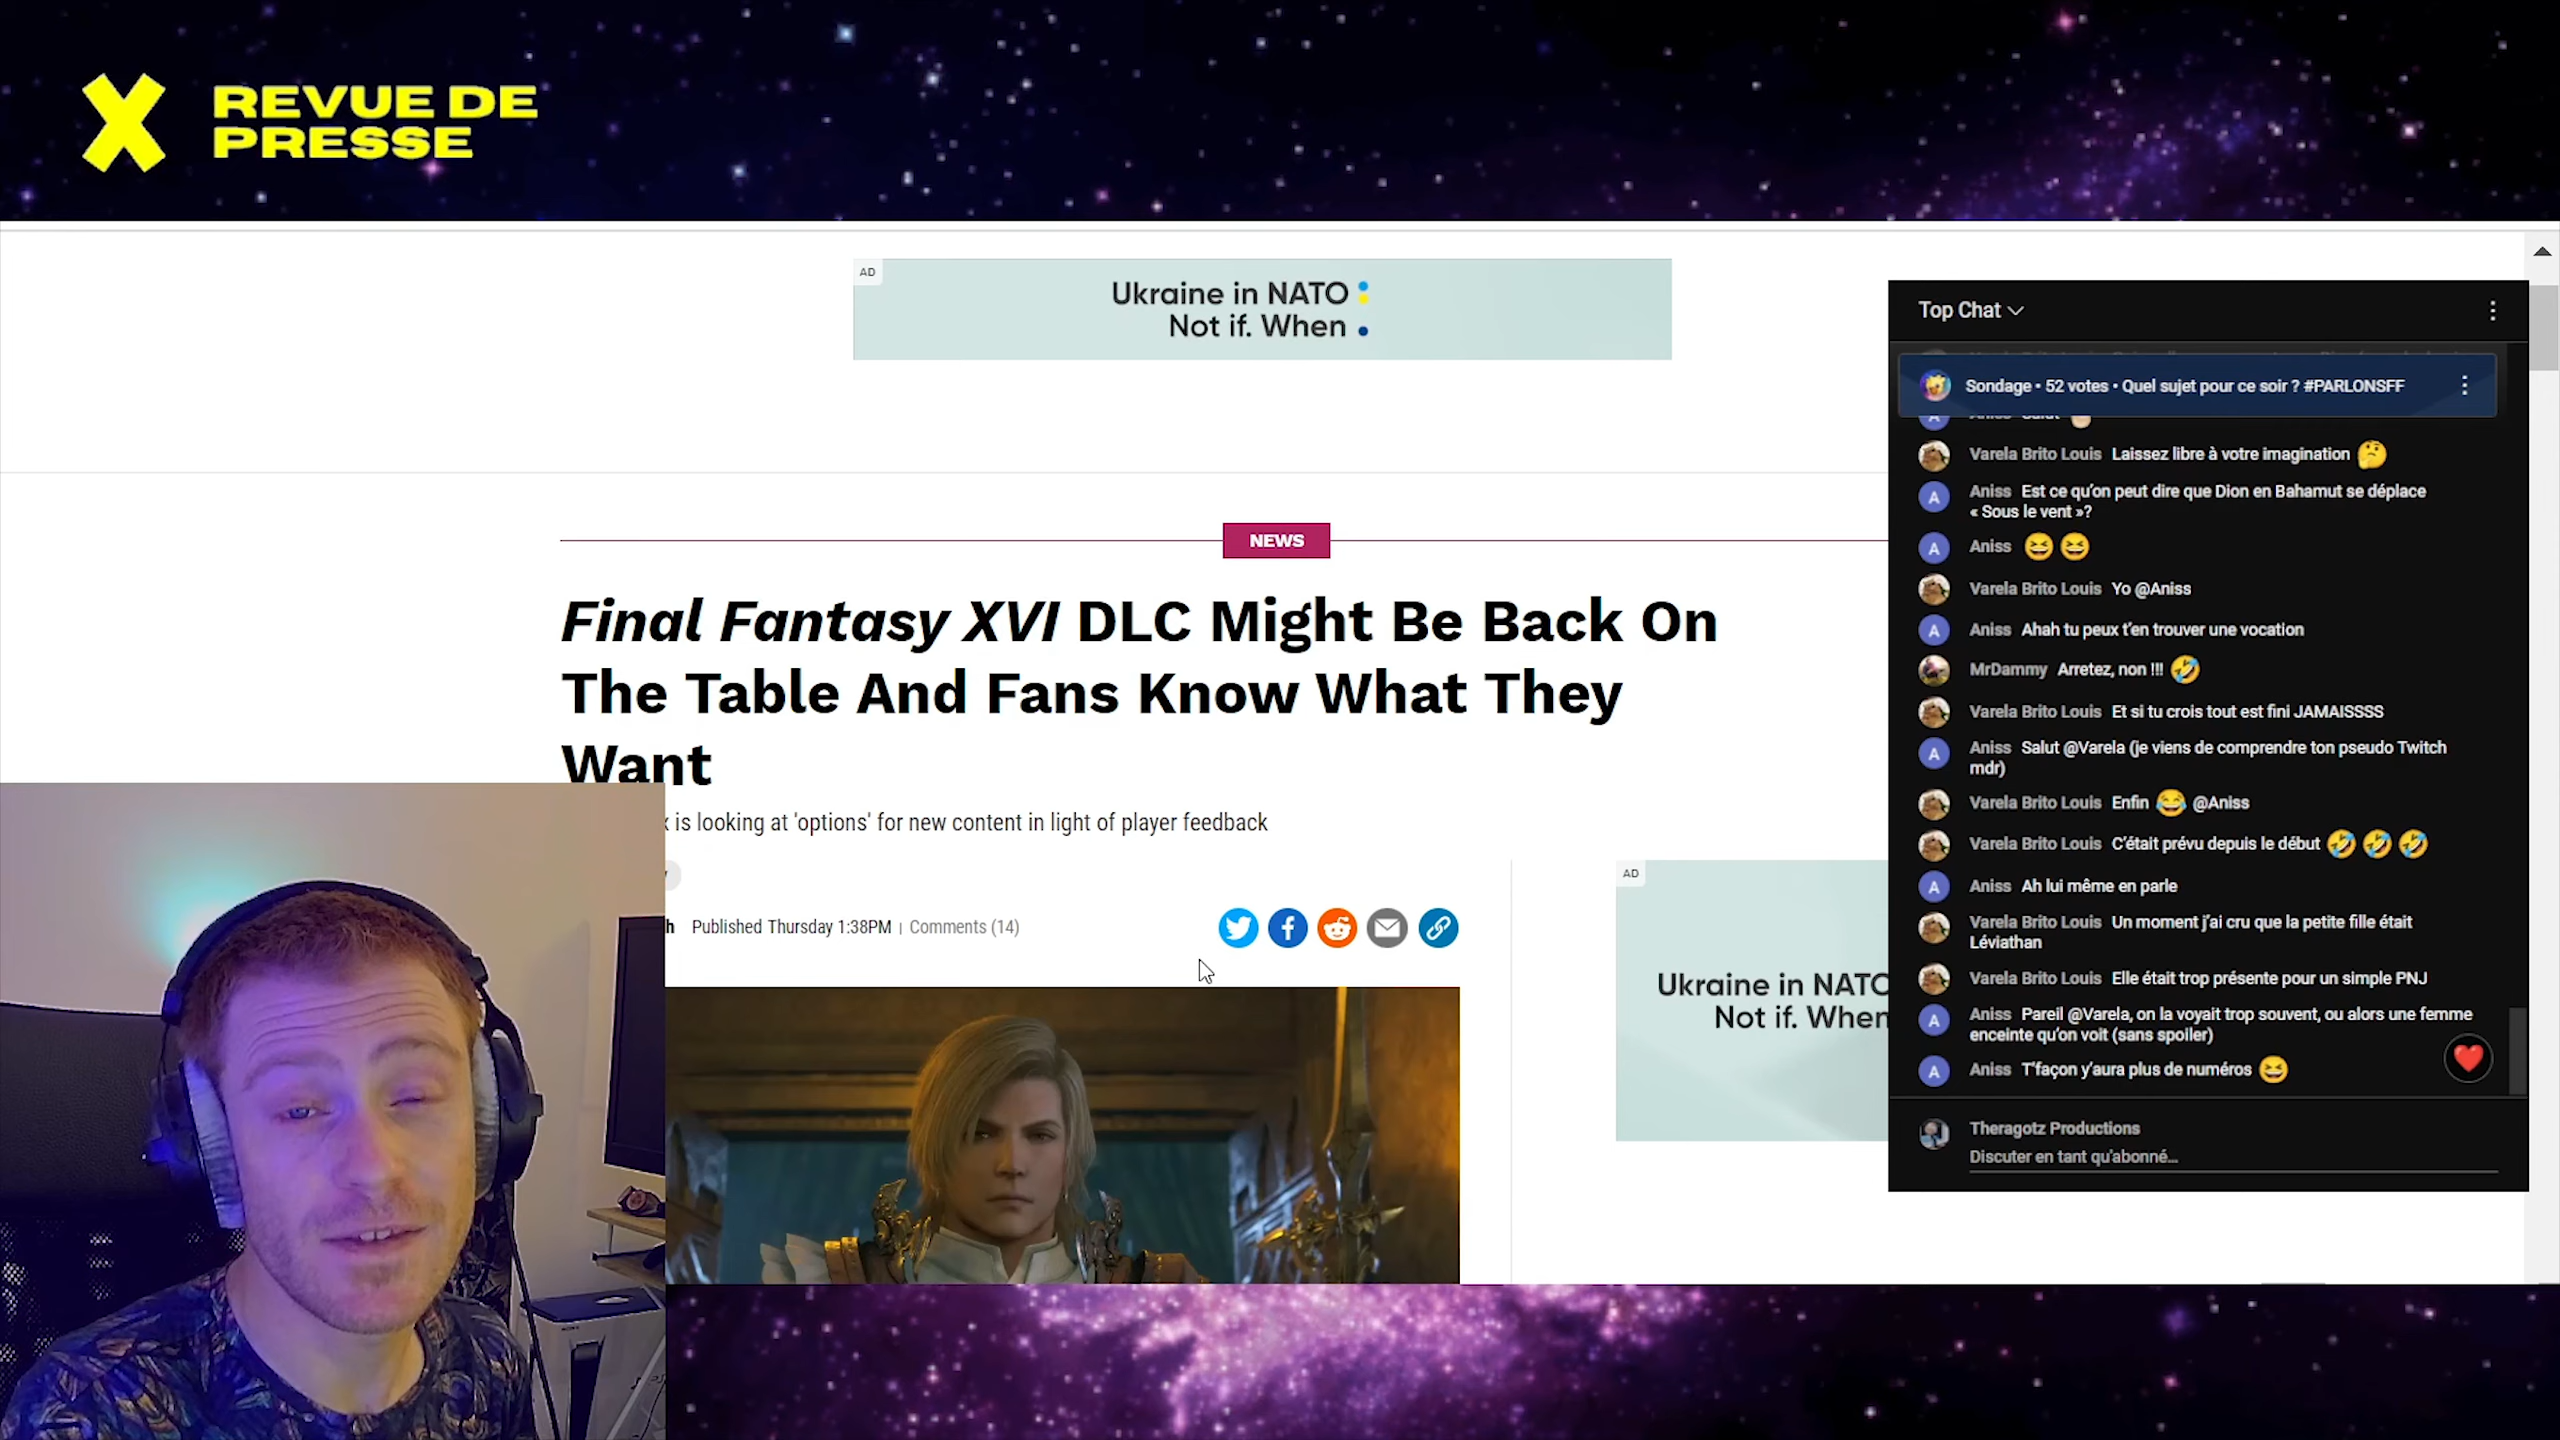 REVUE DE
PRESSE
AD
Ukraine in NATO
Not if. When
NEWS
Final Fantasy XVI DLC Might Be Back On
The Table And Fans Know What They
Want
is looking at 'options' for new content in light of player feedback
Published Thursday 1:38PM | Comments (14)
AD
Ukraine in NATO
Not if. When
Top Chat
Sondage • 52 votes • Quel sujet pour ce soir ? #PARLONSFF
Varela Brito Louis Laissez libre à votre imagination 🤔
A Aniss Est ce qu'on peut dire que Dion en Bahamut se déplace
« Sous le vent »?
A Aniss 😆 😆
Varela Brito Louis Yo @Aniss
A Aniss Ahah tu peux t'en trouver une vocation
MrDammy Arretez, non !!! 🤣
Varela Brito Louis Et si tu crois tout est fini JAMAISSSS
A Aniss Salut @Varela (je viens de comprendre ton pseudo Twitch
mdr)
Varela Brito Louis Enfin 😂 @Aniss
Varela Brito Louis C'était prévu depuis le début 🤣 🤣 🤣
A Aniss Ah lui même en parle
Varela Brito Louis Un moment j'ai cru que la petite fille était
Léviathan
Varela Brito Louis Elle était trop présente pour un simple PNJ
A Aniss Pareil @Varela, on la voyait trop souvent, ou alors une femme
enceinte qu'on voit (sans spoiler)
A Aniss T'façon y'aura plus de numéros 😆
Theragotz Productions
Discuter en tant qu'abonné...